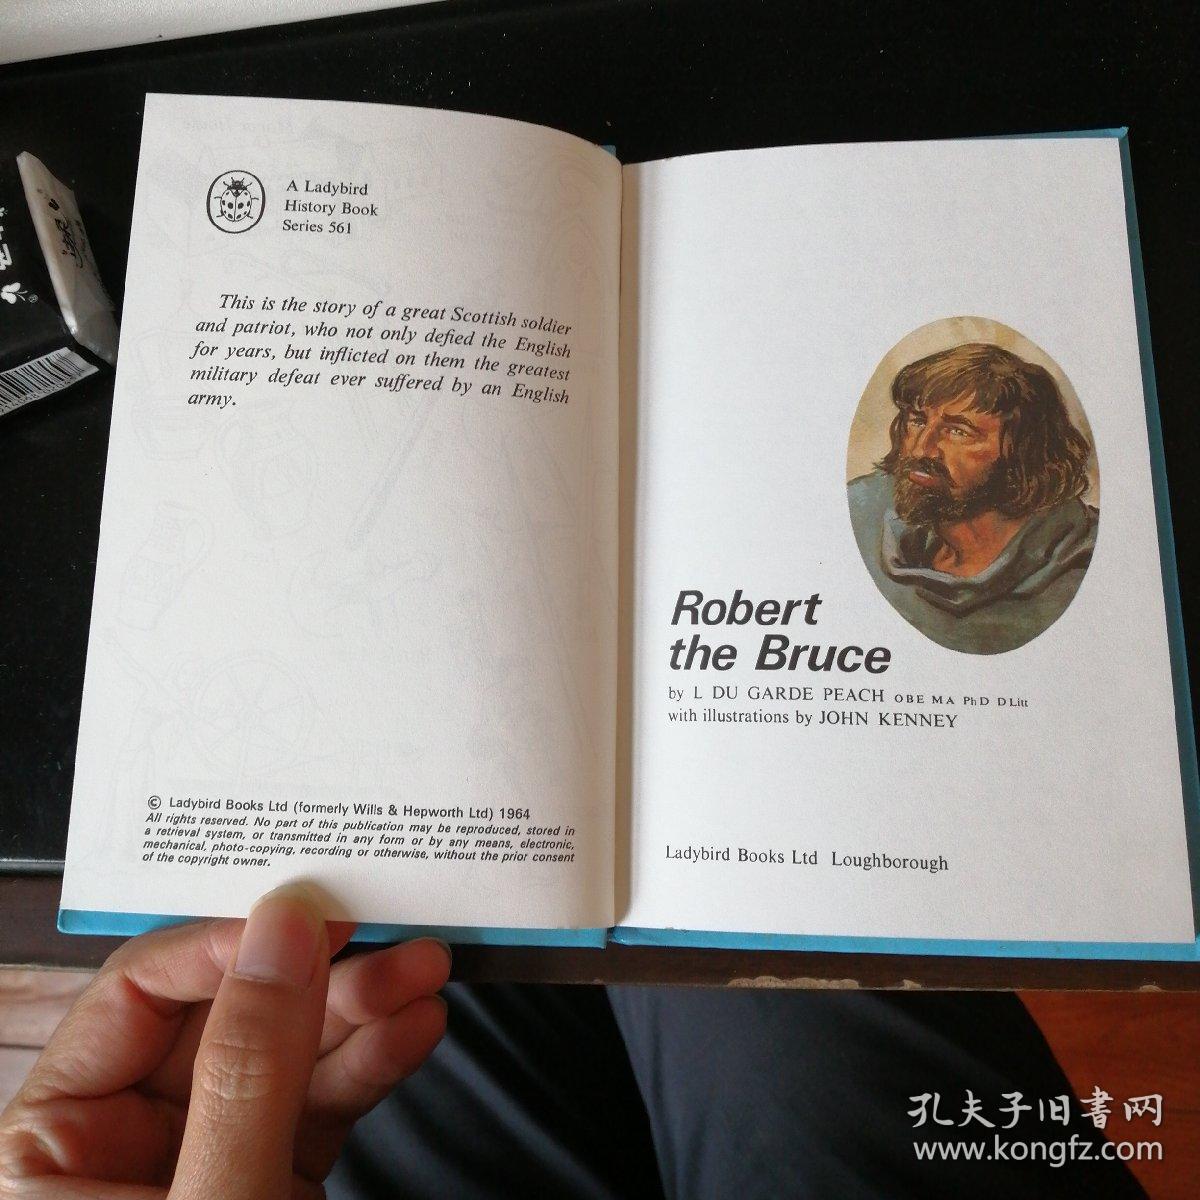 A Ladybird
History Book
Series 561
This is the story of a great Scottish soldier
and patriot, who not only defied the English
for years, but inflicted on them the greatest
military defeat ever suffered by an English
army.
© Ladybird Books Ltd (formerly Wills & Hepworth Ltd) 1964
All rights reserved. No part of this publication may be reproduced, stored in
a retrieval system, or transmitted in any form or by any means, electronic,
mechanical, photo-copying, recording or otherwise, without the prior consent
of the copyright owner.
Robert
the Bruce
by L DU GARDE PEACH OBE MA PhD DLitt
with illustrations by JOHN KENNEY
Ladybird Books Ltd Loughborough
孔夫子旧書网
www.kongfz.com